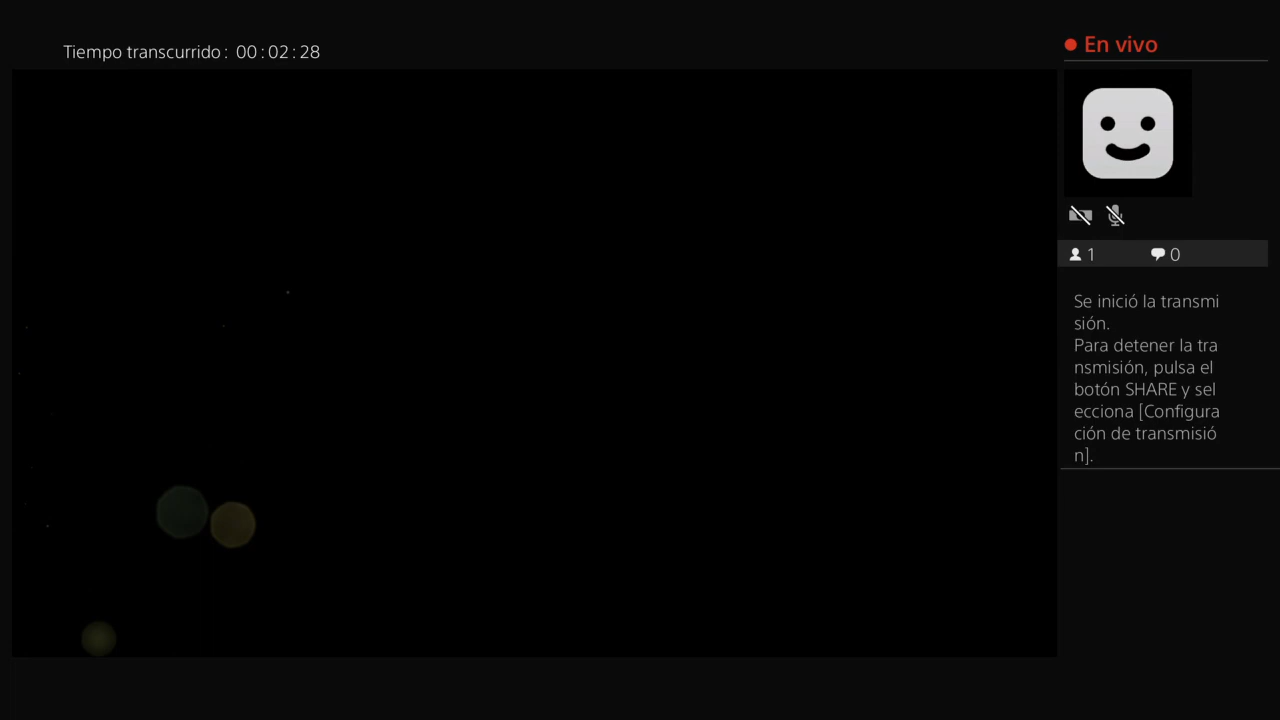 Tiempo transcurrido : 00 : 02 : 28
En vivo
1
0
Se inició la transmi
sión.
Para detener la tra
nsmisión, pulsa el
botón SHARE y sel
ecciona [Configura
ción de transmisió
n].